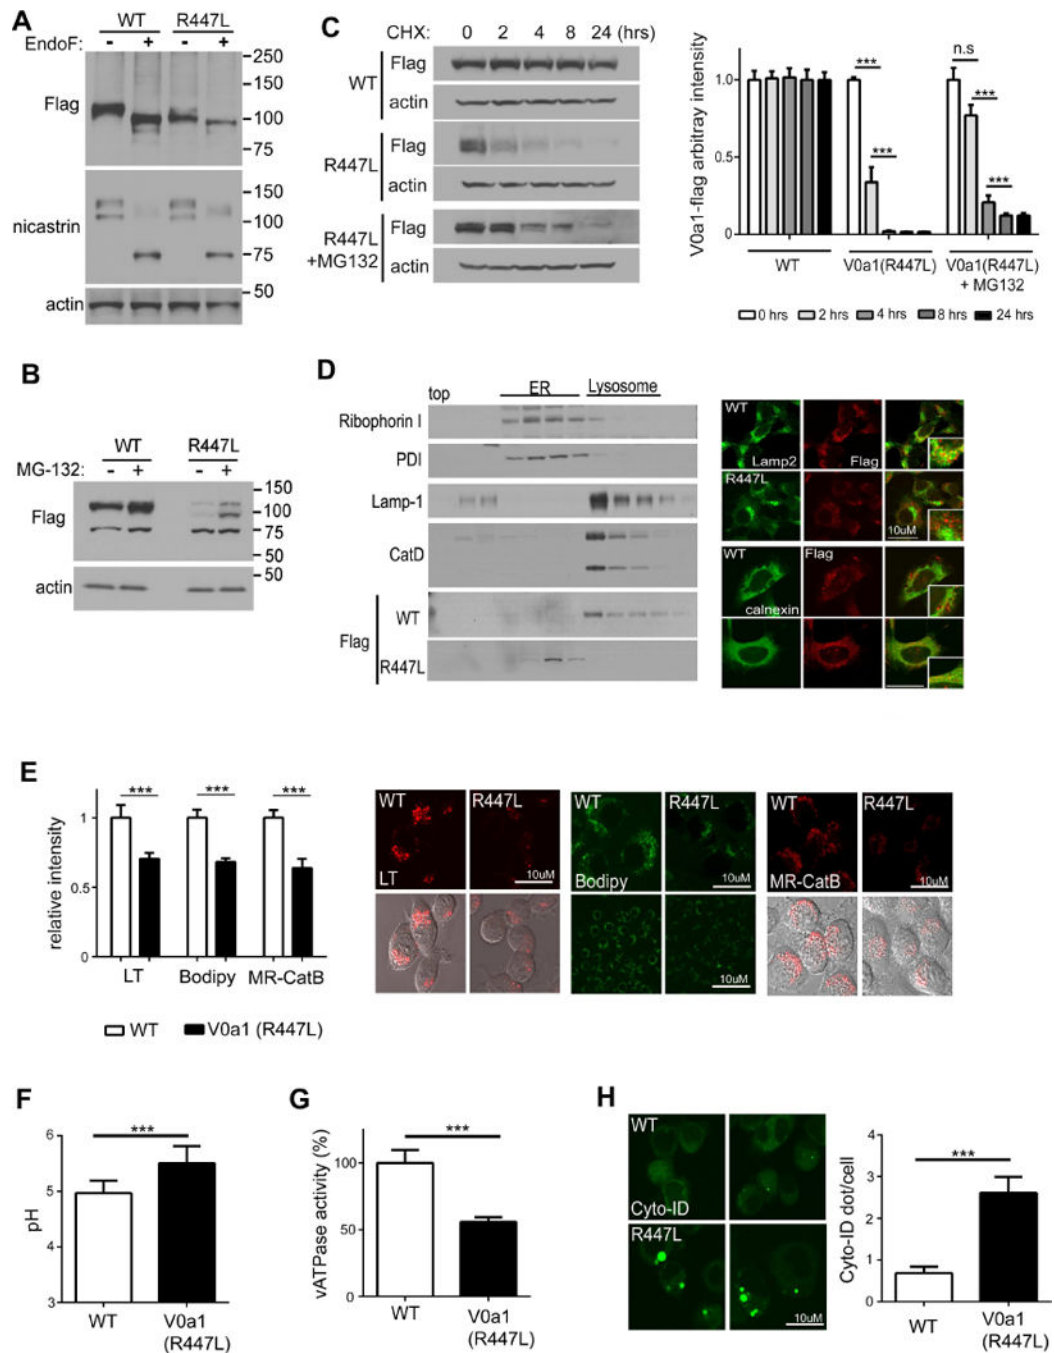 A
WT R447L
EndoF: - + - +
Flag
250
150
100
75
nicastrin
150
100
75
50
actin
B
WT R447L
MG-132: - + - +
Flag
150
100
75
50
actin
50
C
CHX: 0 2 4 8 24 (hrs)
WT
Flag
actin
R447L
Flag
actin
R447L
+MG132
Flag
actin
V0a1-flag arbitray intensity
1.0
0.5
0
*** *** n.s *** ***
WT V0a1(R447L) V0a1(R447L)
+ MG132
0 hrs 2 hrs 4 hrs 8 hrs 24 hrs
D
top ER Lysosome
Ribophorin I
PDI
Lamp-1
CatD
Flag
WT
R447L
WT
Lamp2 Flag
R447L
10uM
WT Flag
calnexin
E
relative intensity
1
0.5
0
*** *** ***
LT Bodipy MR-CatB
WT V0a1 (R447L)
WT R447L
LT 10uM
WT R447L
Bodipy 10uM
10uM
WT R447L
MR-CatB 10uM
F
pH
6
5
4
3
***
WT V0a1
(R447L)
G
vATPase activity (%)
100
50
0
***
WT V0a1
(R447L)
H
WT
Cyto-ID
R447L
10uM
Cyto-ID dot/cell
4
3
2
1
0
***
WT V0a1
(R447L)